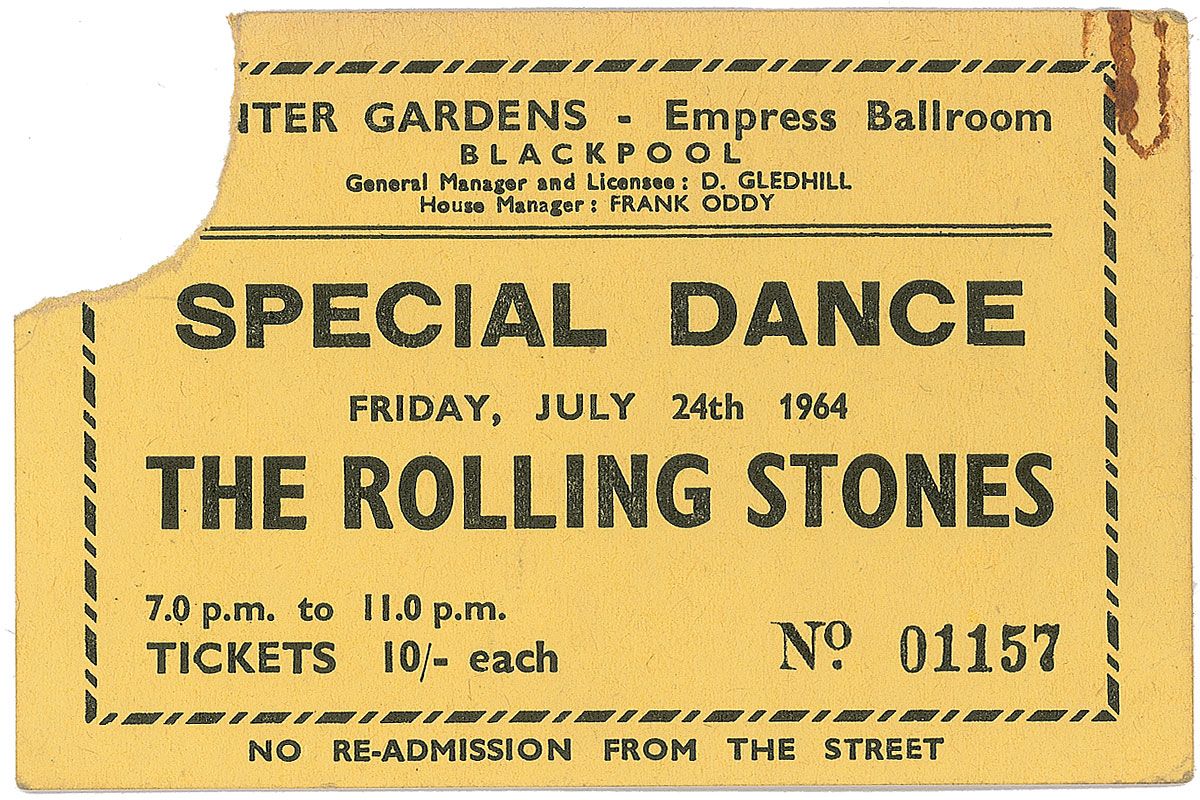 NTER GARDENS - Empress Ballroom
BLACKPOOL
General Manager and Licensee: D. GLEDHILL
House Manager: FRANK ODDY
SPECIAL DANCE
FRIDAY, JULY 24th 1964
THE ROLLING STONES
7.0 p.m. to 11.0 p.m.
TICKETS 10/- each
Nº. 01157
NO RE-ADMISSION FROM THE STREET